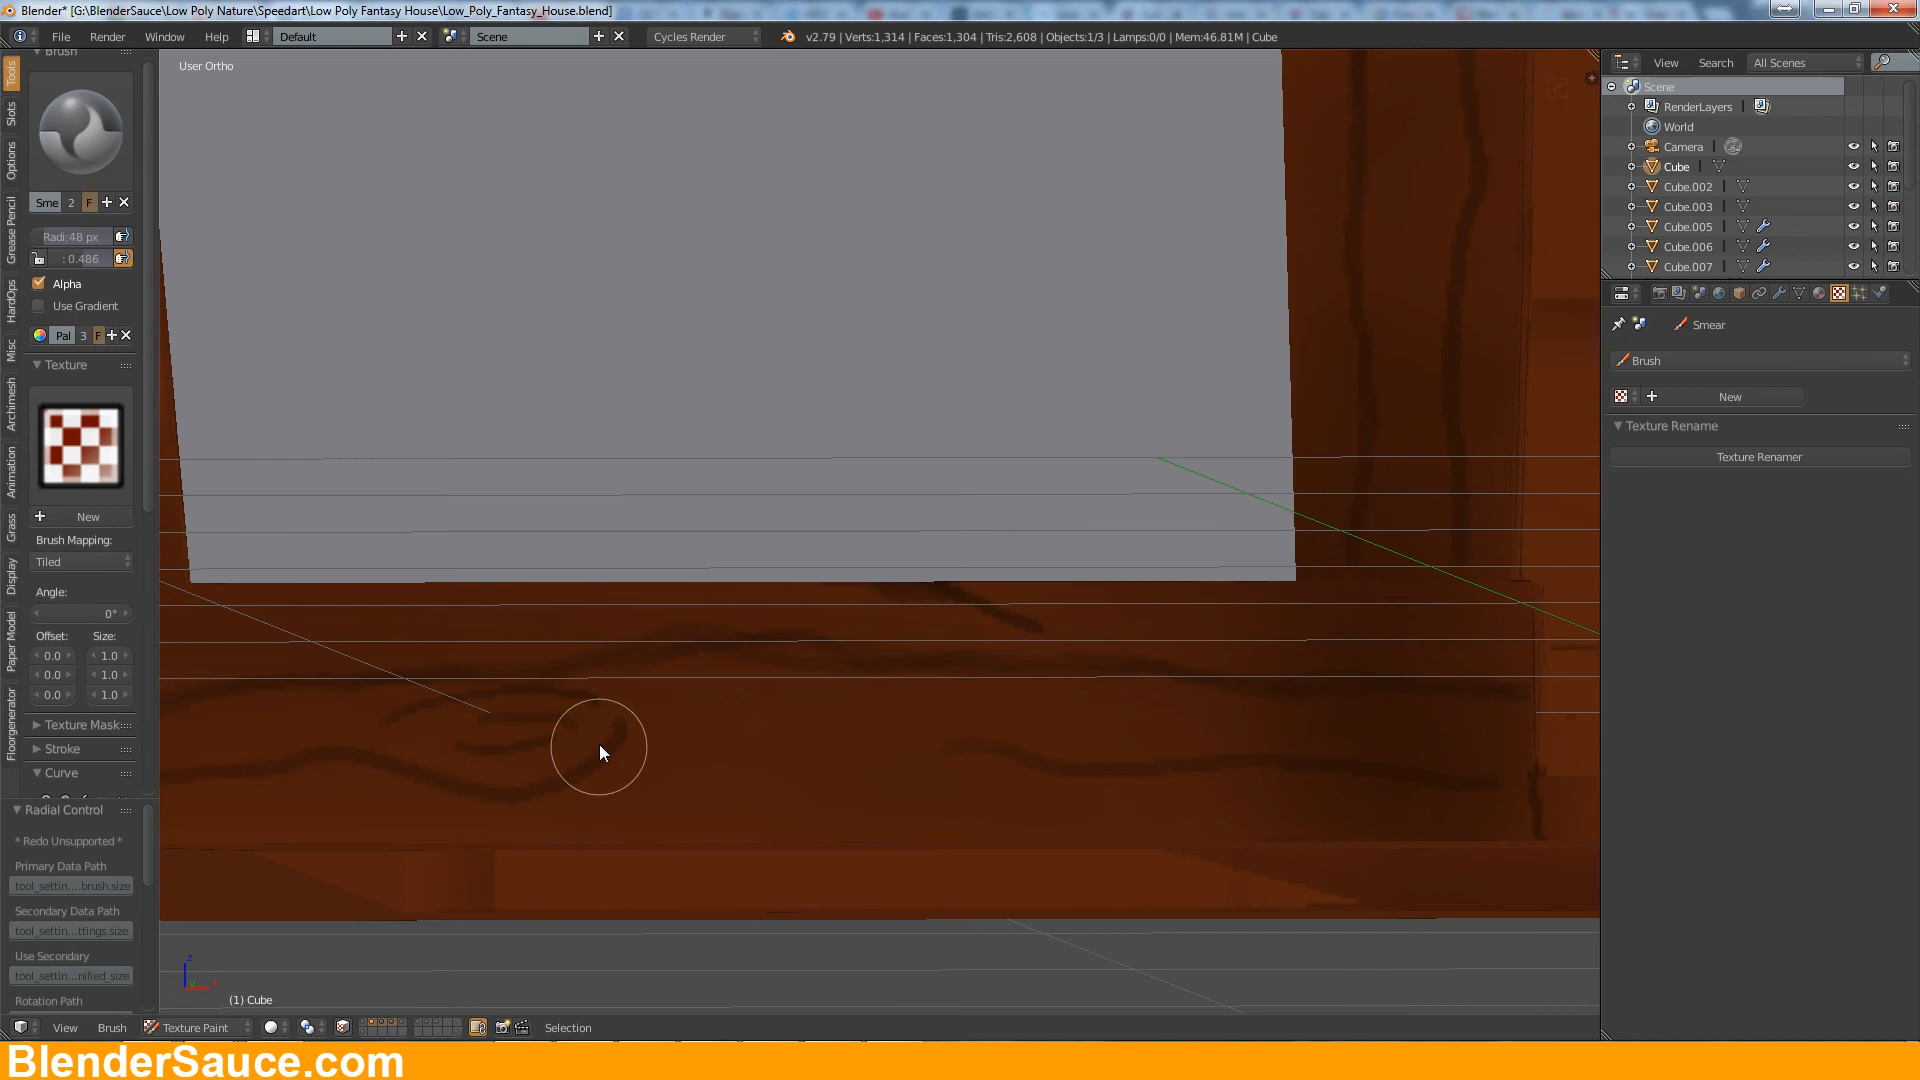 Blender* [G:\BlenderSauce\Low Poly Nature\Speedart\Low Poly Fantasy House\Low_Poly_Fantasy_House.blend]
File Render Window Help Default Scene Cycles Render v2.79 | Verts:1,314 | Faces:1,304 | Tris:2,608 | Objects:1/3 | Lamps:0/0 | Mem:46.81M | Cube
Brush
User Ortho
Tools
Slots
Options
Grease Pencil
HardOps
Misc
Archimesh
Animation
Grass
Display
Paper Model
Floorgenerator
Sme 2 F
Radi:48 px
: 0.486
Alpha
Use Gradient
Pal 3 F
Texture
New
Brush Mapping:
Tiled
Angle:
0°
Offset: Size:
0.0 1.0
0.0 1.0
0.0 1.0
Texture Mask
Stroke
Curve
Radial Control
* Redo Unsupported *
Primary Data Path
tool_settin....brush.size
Secondary Data Path
tool_settin...ttings.size
Use Secondary
tool_settin...nified_size
Rotation Path
z
(1) Cube
View Brush Texture Paint Selection
View Search All Scenes
Scene
RenderLayers
World
Camera
Cube
Cube.002
Cube.003
Cube.005
Cube.006
Cube.007
Smear
Brush
New
Texture Rename
Texture Renamer
BlenderSauce.com